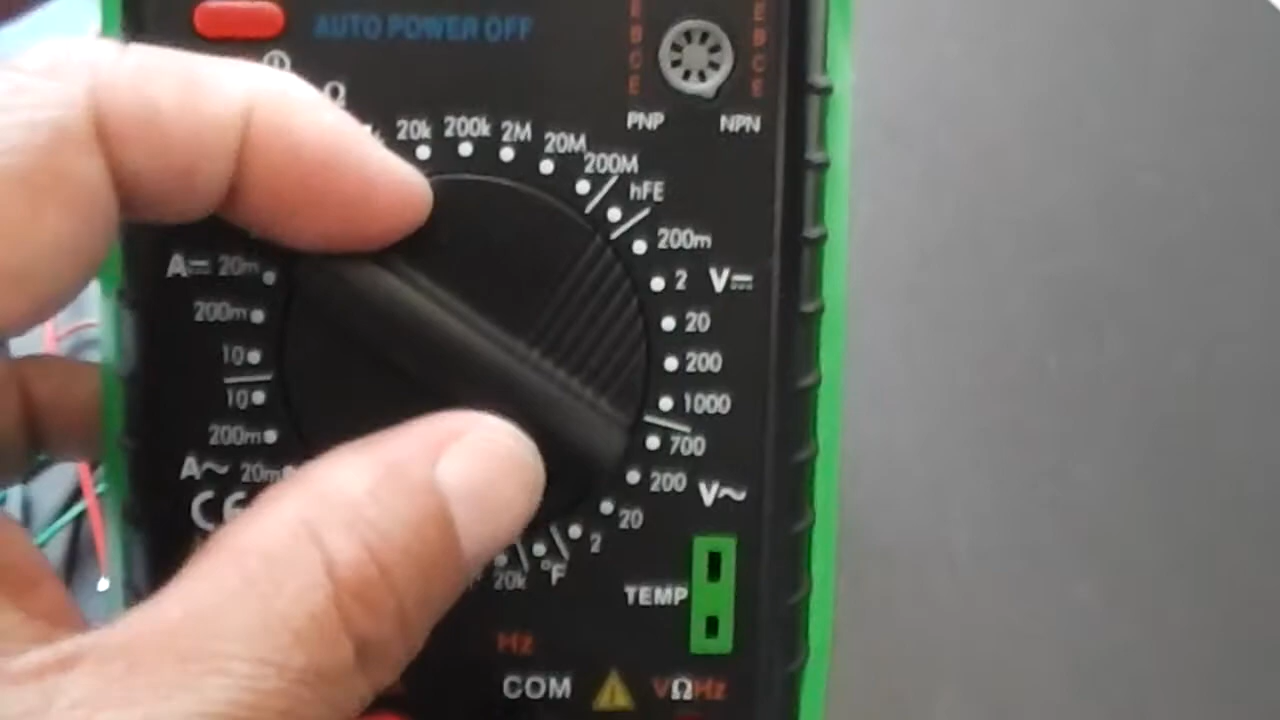 AUTO POWER OFF
E
B
C
E
E
B
C
E
PNP
NPN
Ω
20k
200k
2M
20M
200M
hFE
200m
2
V⎓
20
200
1000
700
200
V~
20
2
°F
20k
A⎓ 20m
200m
10
10
200m
A~ 20m
CE
TEMP
Hz
COM
VΩHz